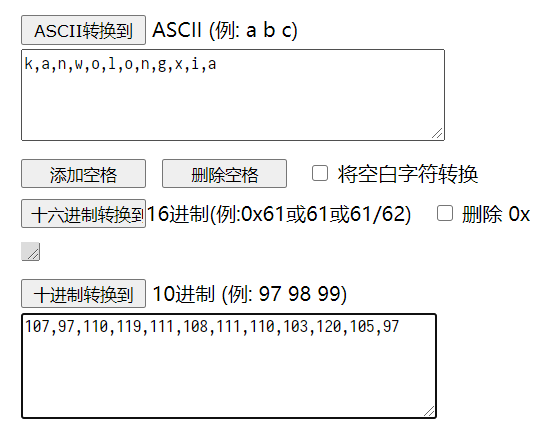 ASCII转换到 ASCII (例: a b c)
k,a,n,w,o,l,o,n,g,x,i,a
添加空格 删除空格 将空白字符转换
十六进制转换到 16进制(例:0x61或61或61/62) 删除 0x
十进制转换到 10进制 (例: 97 98 99)
107,97,110,119,111,108,111,110,103,120,105,97